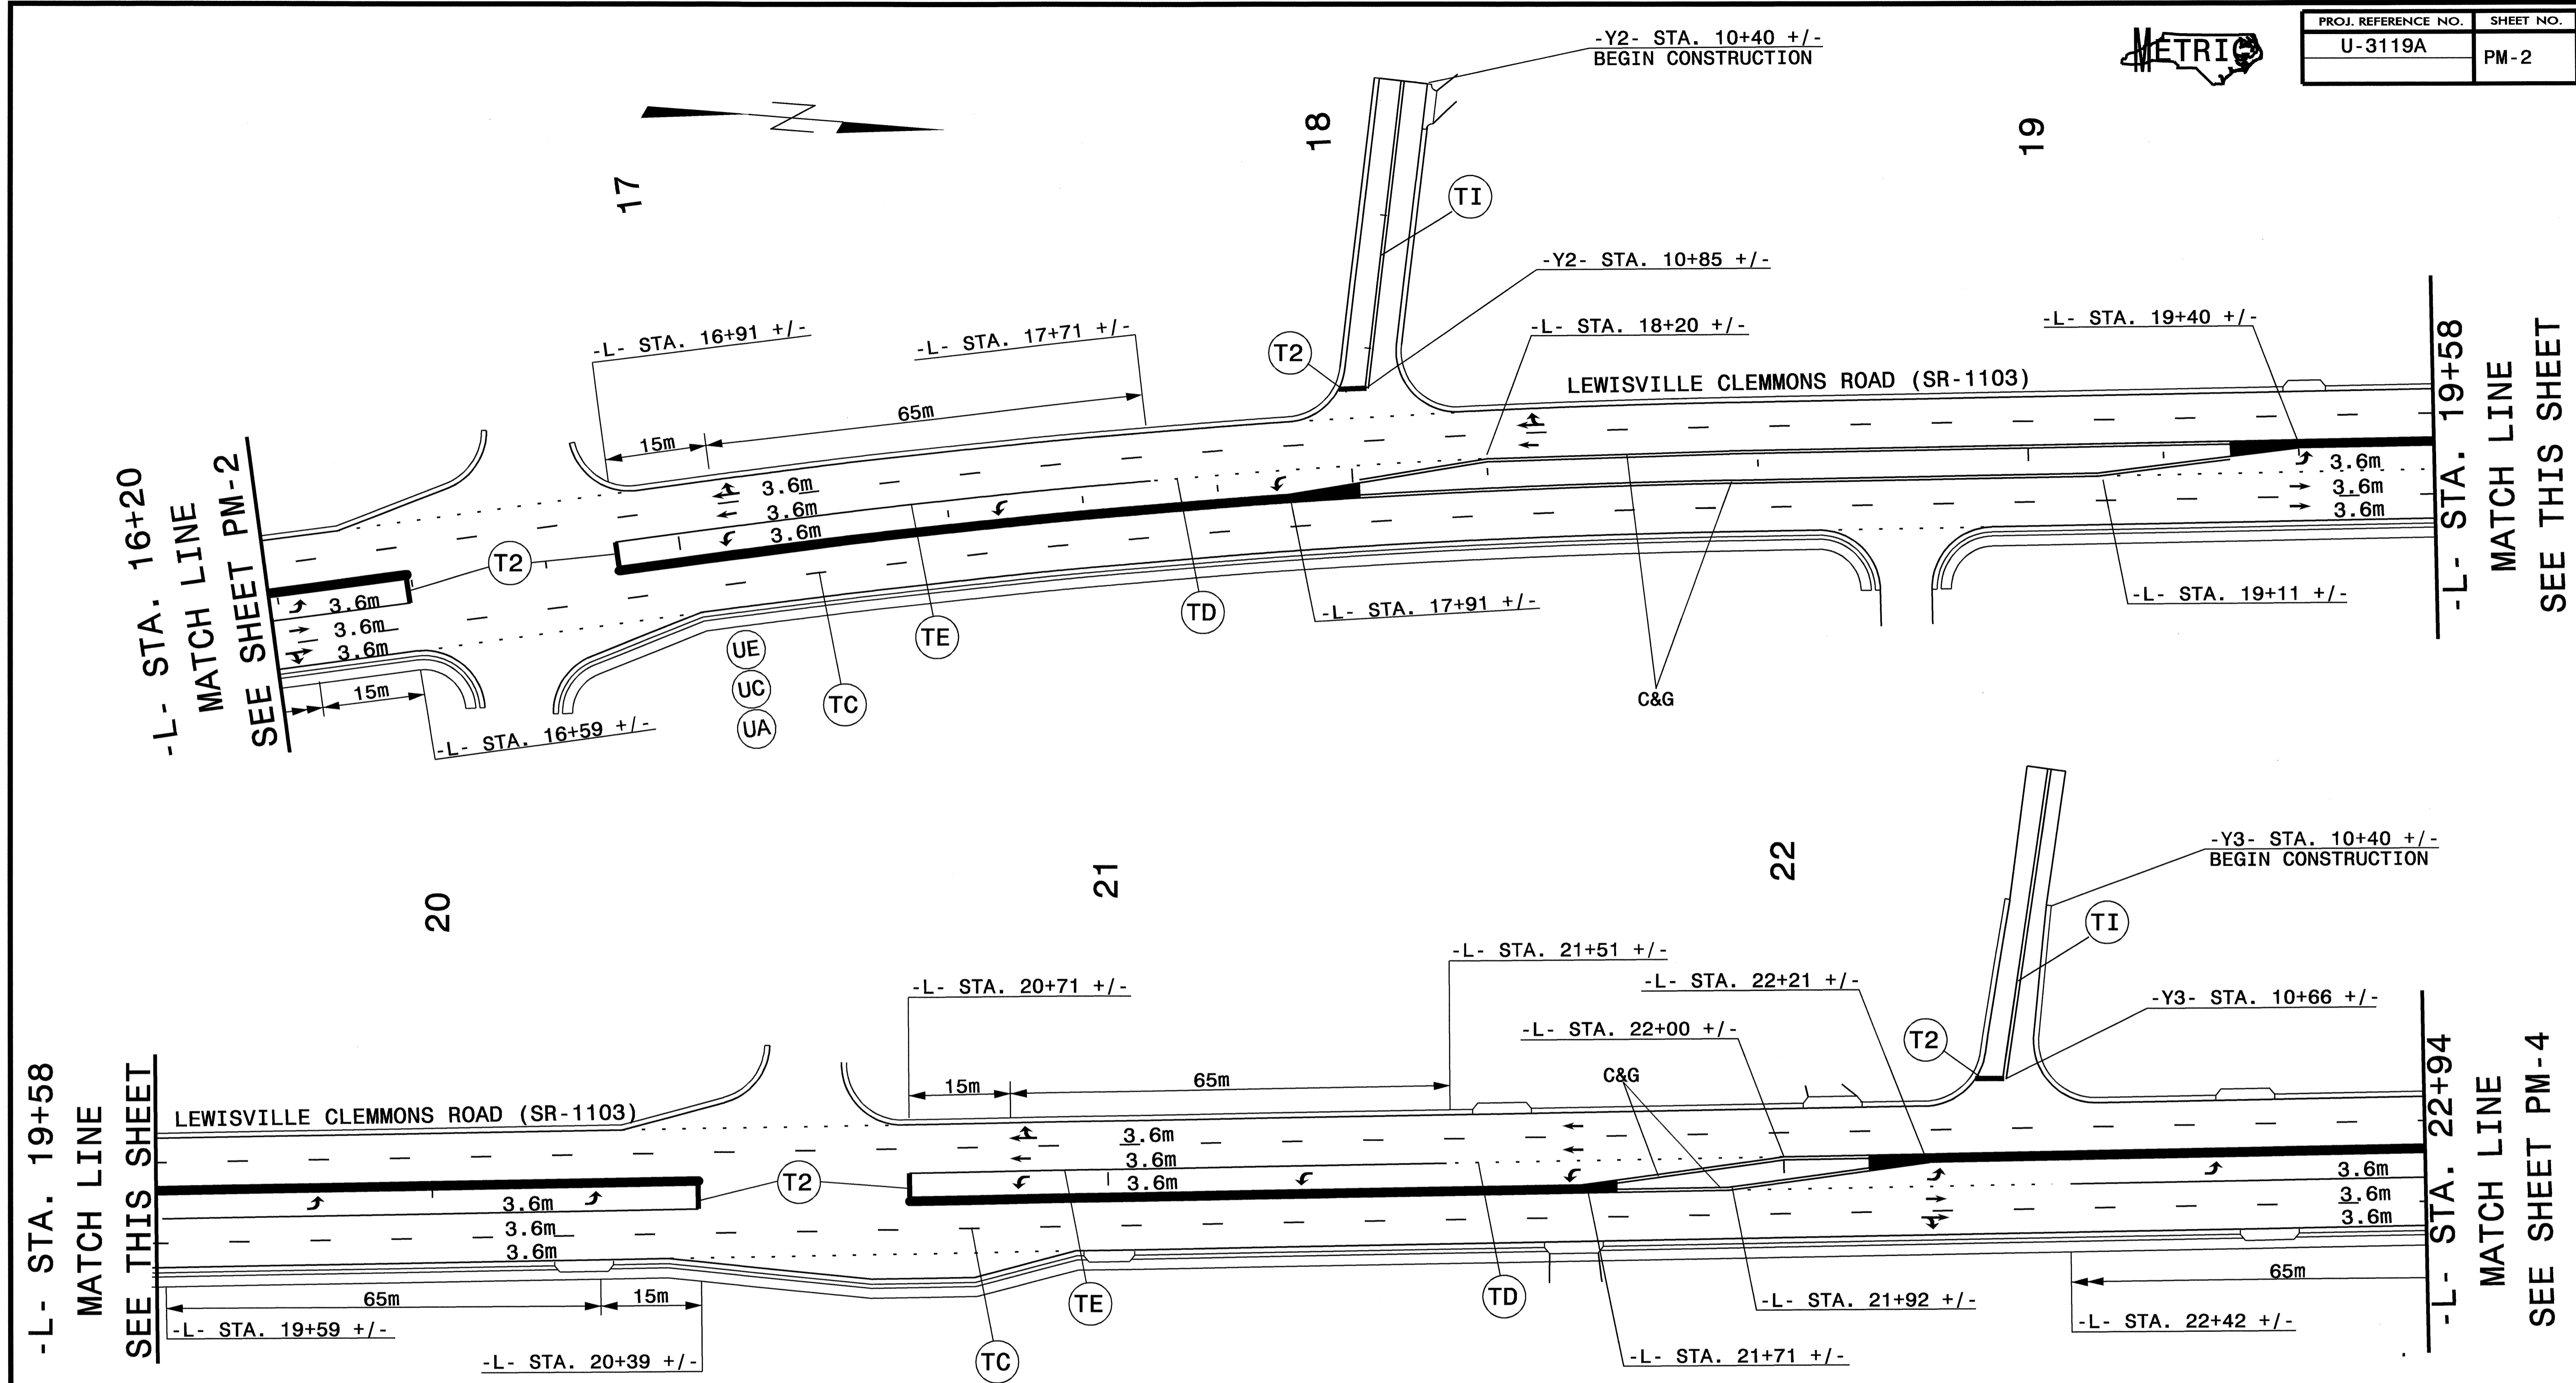 METRIC
PROJ. REFERENCE NO.
SHEET NO.
U-3119A
PM-2
-Y2- STA. 10+40 +/-
BEGIN CONSTRUCTION
17
18
19
TI
-Y2- STA. 10+85 +/-
-L- STA. 16+91 +/-
-L- STA. 17+71 +/-
T2
-L- STA. 18+20 +/-
-L- STA. 19+40 +/-
LEWISVILLE CLEMMONS ROAD (SR-1103)
15m
65m
3.6m
3.6m
3.6m
3.6m
3.6m
3.6m
T2
3.6m
3.6m
3.6m
15m
-L- STA. 16+59 +/-
-L- STA. 16+20
MATCH LINE
SEE SHEET PM-2
UE
UC
UA
TC
TE
TD
-L- STA. 17+91 +/-
C&G
-L- STA. 19+11 +/-
-L- STA. 19+58
MATCH LINE
SEE THIS SHEET
20
21
22
-Y3- STA. 10+40 +/-
BEGIN CONSTRUCTION
TI
-L- STA. 20+71 +/-
-L- STA. 21+51 +/-
-L- STA. 22+21 +/-
-L- STA. 22+00 +/-
-Y3- STA. 10+66 +/-
T2
C&G
15m
65m
-L- STA. 19+58
MATCH LINE
SEE THIS SHEET
LEWISVILLE CLEMMONS ROAD (SR-1103)
T2
3.6m
3.6m
3.6m
3.6m
3.6m
3.6m
3.6m
3.6m
3.6m
65m
15m
-L- STA. 19+59 +/-
-L- STA. 20+39 +/-
TC
TE
TD
-L- STA. 21+71 +/-
-L- STA. 21+92 +/-
65m
-L- STA. 22+42 +/-
-L- STA. 22+94
MATCH LINE
SEE SHEET PM-4